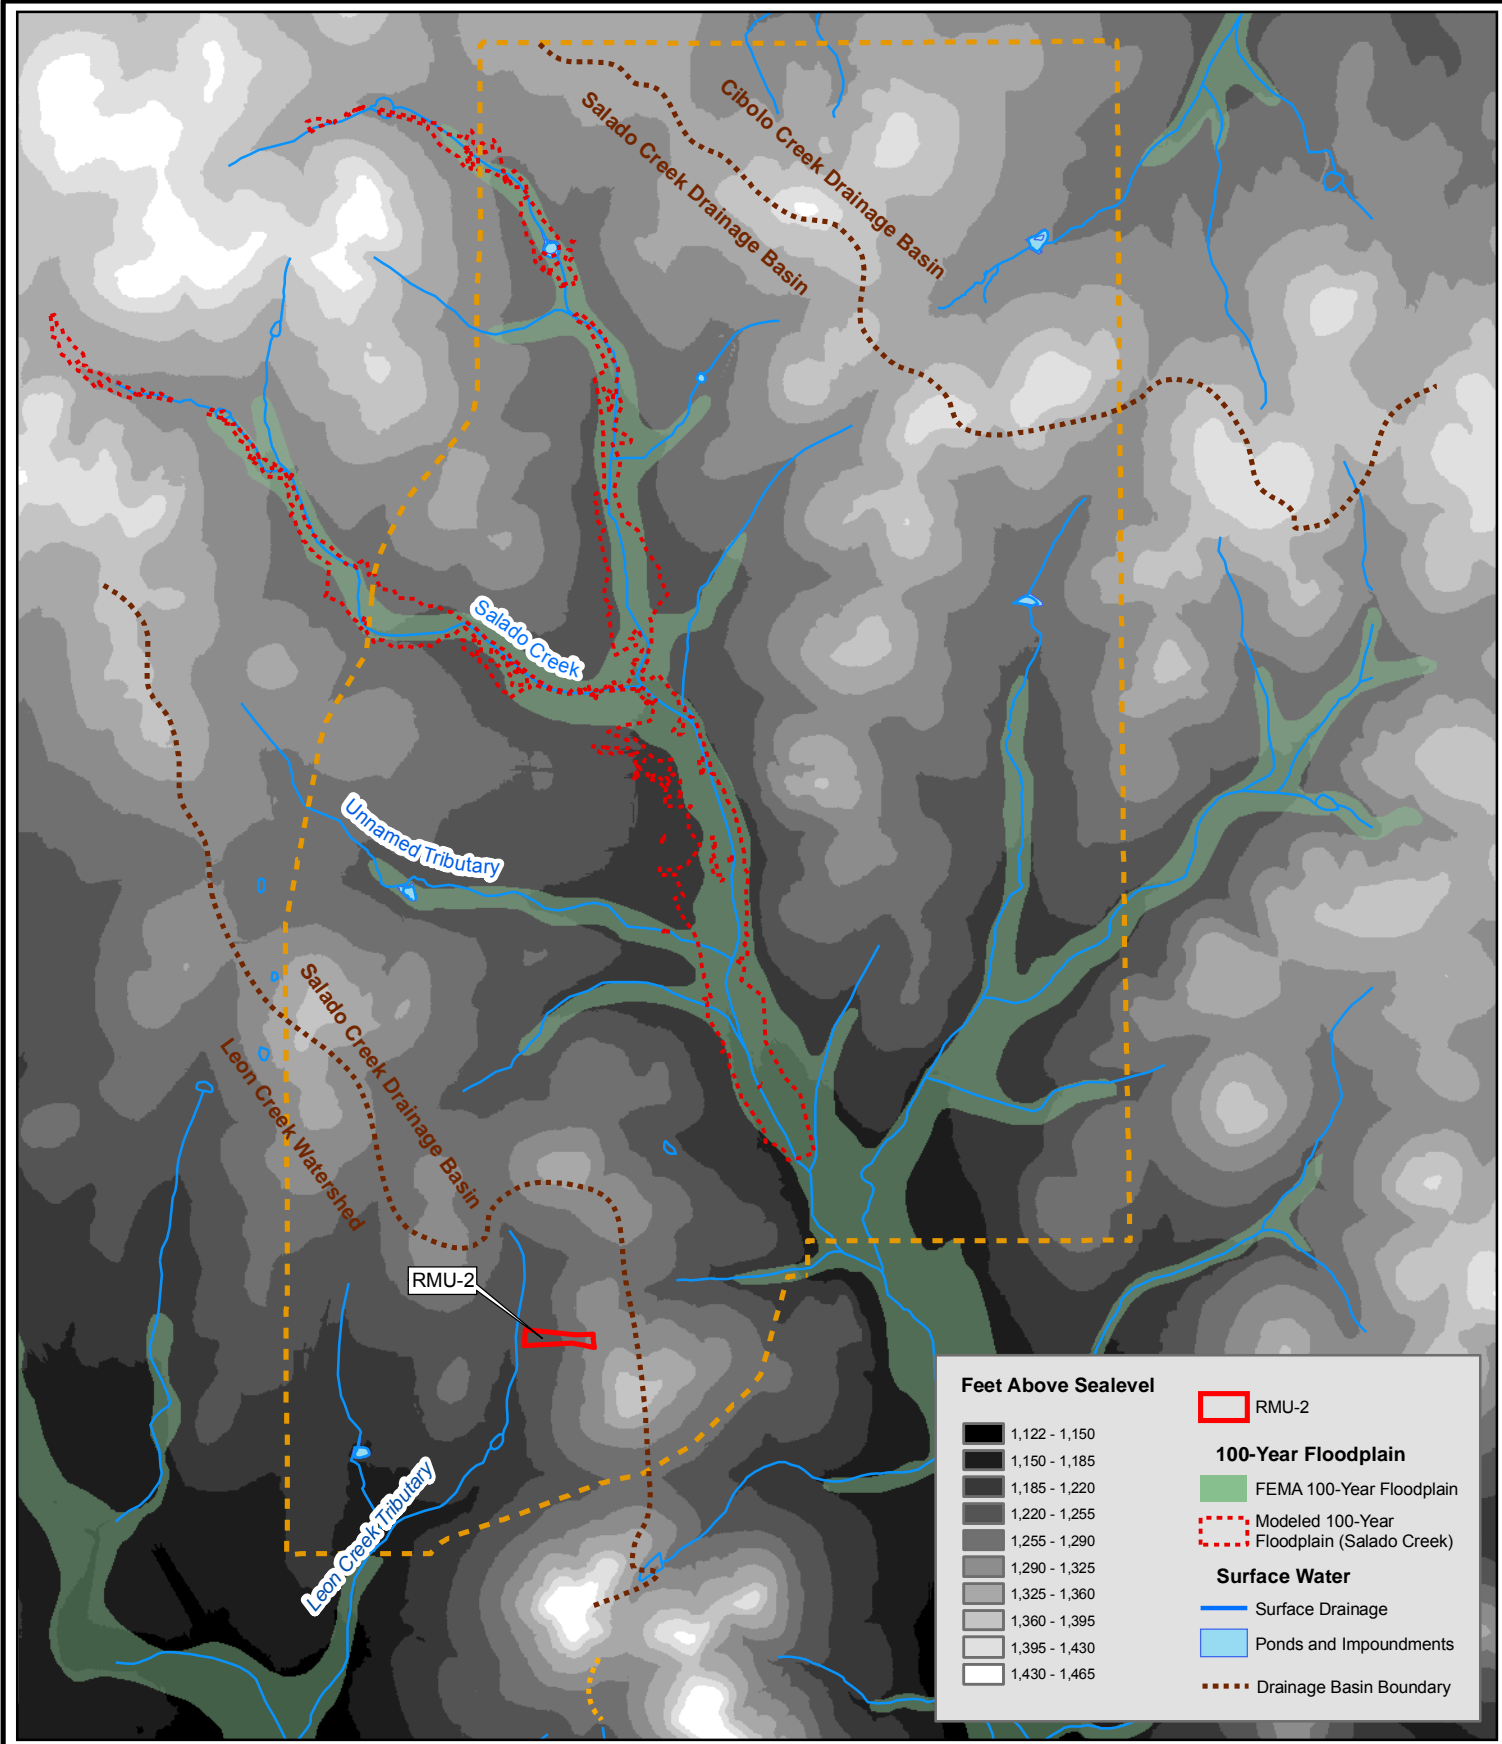 Cibolo Creek Drainage Basin
Salado Creek Drainage Basin
Salado Creek
Unnamed Tributary
Salado Creek Drainage Basin
Leon Creek Watershed
RMU-2
Leon Creek Tributary
Feet Above Sealevel
1,122 - 1,150
1,150 - 1,185
1,185 - 1,220
1,220 - 1,255
1,255 - 1,290
1,290 - 1,325
1,325 - 1,360
1,360 - 1,395
1,395 - 1,430
1,430 - 1,465
RMU-2
100-Year Floodplain
FEMA 100-Year Floodplain
Modeled 100-Year
Floodplain (Salado Creek)
Surface Water
Surface Drainage
Ponds and Impoundments
Drainage Basin Boundary